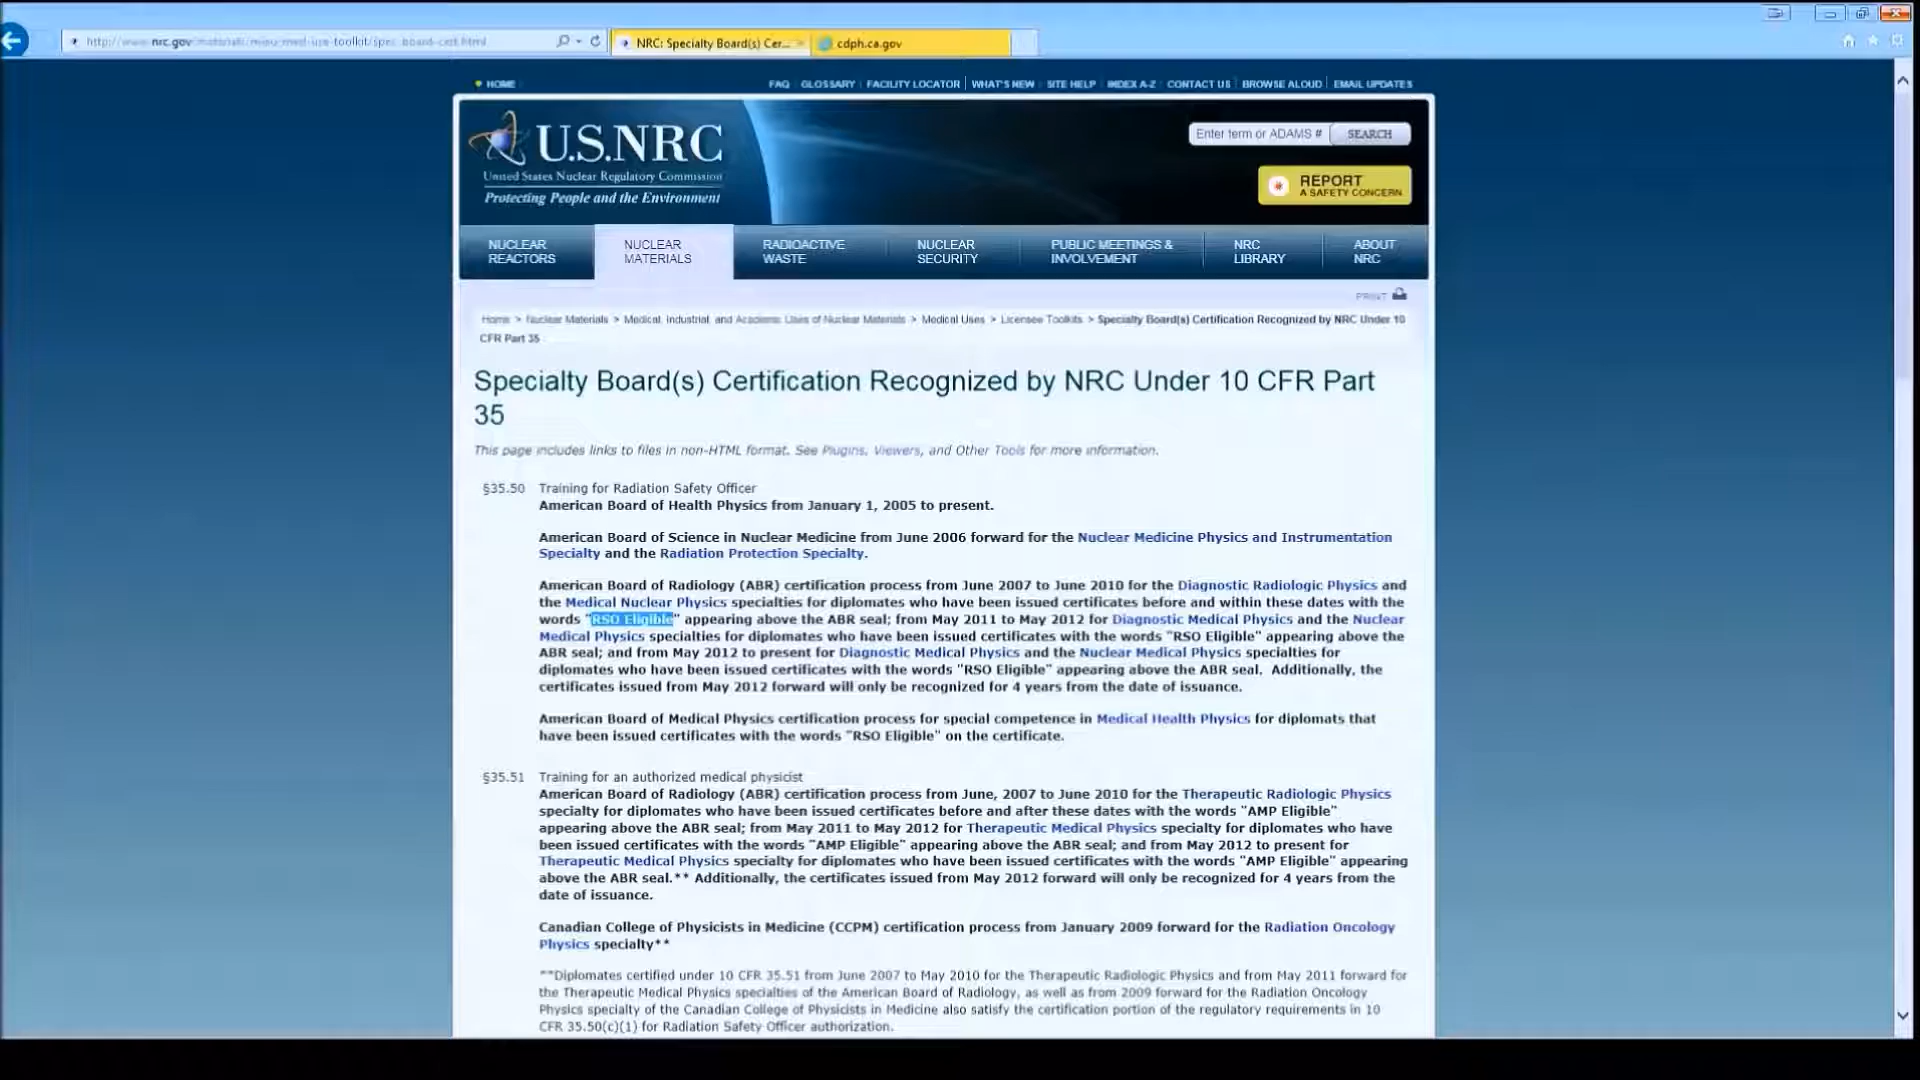 http://www.nrc.gov/materials/miau/med-use-toolkit/spec-board-cert.html
NRC: Specialty Board(s) Cer...
cdph.ca.gov
HOME
FAQ GLOSSARY FACILITY LOCATOR WHAT'S NEW SITE HELP INDEX A-Z CONTACT US BROWSE ALOUD EMAIL UPDATES
U.S.NRC
United States Nuclear Regulatory Commission
Protecting People and the Environment
Enter term or ADAMS # SEARCH
REPORT
A SAFETY CONCERN
NUCLEAR REACTORS
NUCLEAR MATERIALS
RADIOACTIVE WASTE
NUCLEAR SECURITY
PUBLIC MEETINGS & INVOLVEMENT
NRC LIBRARY
ABOUT NRC
PRINT
Home > Nuclear Materials > Medical, Industrial, and Academic Uses of Nuclear Materials > Medical Uses > Licensee Toolkits > Specialty Board(s) Certification Recognized by NRC Under 10
CFR Part 35
Specialty Board(s) Certification Recognized by NRC Under 10 CFR Part
35
This page includes links to files in non-HTML format. See Plugins, Viewers, and Other Tools for more information.
§35.50 Training for Radiation Safety Officer
American Board of Health Physics from January 1, 2005 to present.
American Board of Science in Nuclear Medicine from June 2006 forward for the Nuclear Medicine Physics and Instrumentation
Specialty and the Radiation Protection Specialty.
American Board of Radiology (ABR) certification process from June 2007 to June 2010 for the Diagnostic Radiologic Physics and
the Medical Nuclear Physics specialties for diplomates who have been issued certificates before and within these dates with the
words "RSO Eligible" appearing above the ABR seal; from May 2011 to May 2012 for Diagnostic Medical Physics and the Nuclear
Medical Physics specialties for diplomates who have been issued certificates with the words "RSO Eligible" appearing above the
ABR seal; and from May 2012 to present for Diagnostic Medical Physics and the Nuclear Medical Physics specialties for
diplomates who have been issued certificates with the words "RSO Eligible" appearing above the ABR seal. Additionally, the
certificates issued from May 2012 forward will only be recognized for 4 years from the date of issuance.
American Board of Medical Physics certification process for special competence in Medical Health Physics for diplomats that
have been issued certificates with the words "RSO Eligible" on the certificate.
§35.51 Training for an authorized medical physicist
American Board of Radiology (ABR) certification process from June, 2007 to June 2010 for the Therapeutic Radiologic Physics
specialty for diplomates who have been issued certificates before and after these dates with the words "AMP Eligible"
appearing above the ABR seal; from May 2011 to May 2012 for Therapeutic Medical Physics specialty for diplomates who have
been issued certificates with the words "AMP Eligible" appearing above the ABR seal; and from May 2012 to present for
Therapeutic Medical Physics specialty for diplomates who have been issued certificates with the words "AMP Eligible" appearing
above the ABR seal.** Additionally, the certificates issued from May 2012 forward will only be recognized for 4 years from the
date of issuance.
Canadian College of Physicists in Medicine (CCPM) certification process from January 2009 forward for the Radiation Oncology
Physics specialty**
**Diplomates certified under 10 CFR 35.51 from June 2007 to May 2010 for the Therapeutic Radiologic Physics and from May 2011 forward for
the Therapeutic Medical Physics specialties of the American Board of Radiology, as well as from 2009 forward for the Radiation Oncology
Physics specialty of the Canadian College of Physicists in Medicine also satisfy the certification portion of the regulatory requirements in 10
CFR 35.50(c)(1) for Radiation Safety Officer authorization.